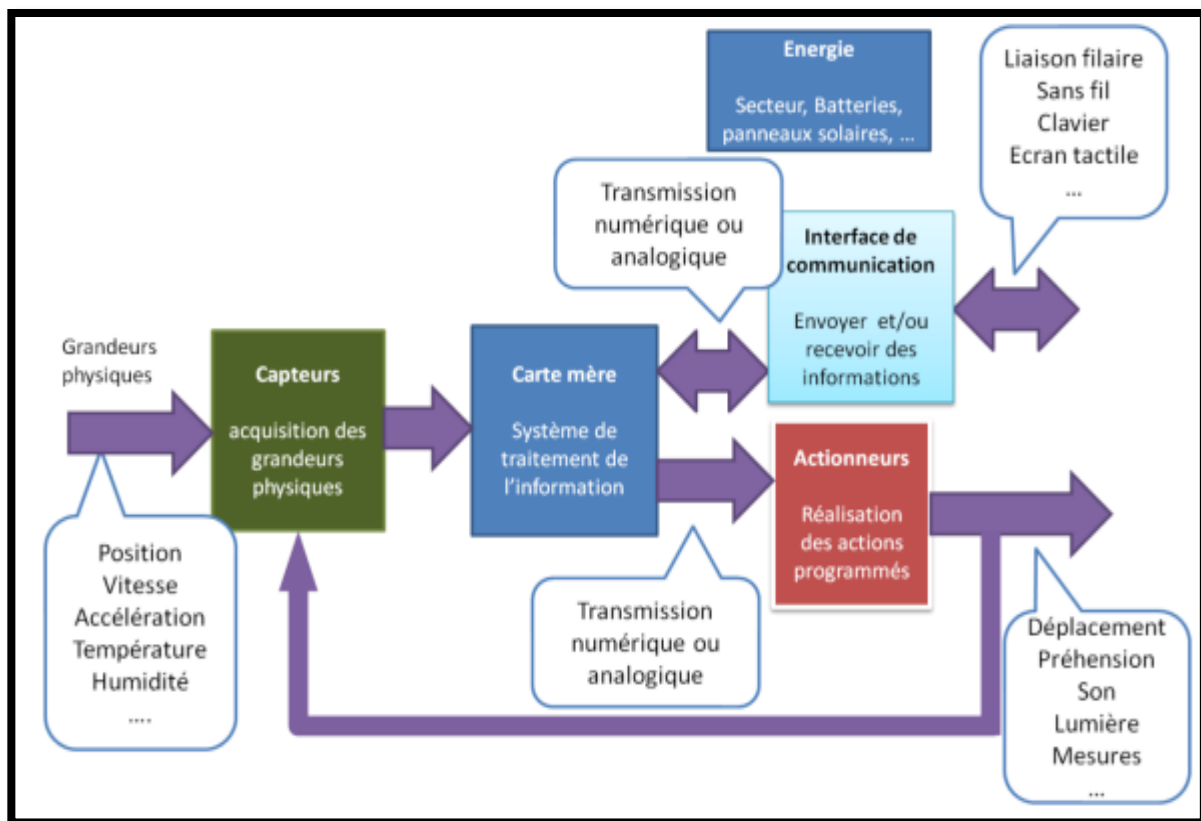 Energie
Secteur, Batteries,
panneaux solaires, ...
Liaison filaire
Sans fil
Clavier
Ecran tactile
...
Transmission
numérique ou
analogique
Interface de
communication
Envoyer et/ou
recevoir des
informations
Grandeurs
physiques
Capteurs
acquisition des
grandeurs
physiques
Carte mère
Système de
traitement de
l'information
Actionneurs
Réalisation
des actions
programmés
Position
Vitesse
Accélération
Température
Humidité
....
Transmission
numérique ou
analogique
Déplacement
Préhension
Son
Lumière
Mesures
...